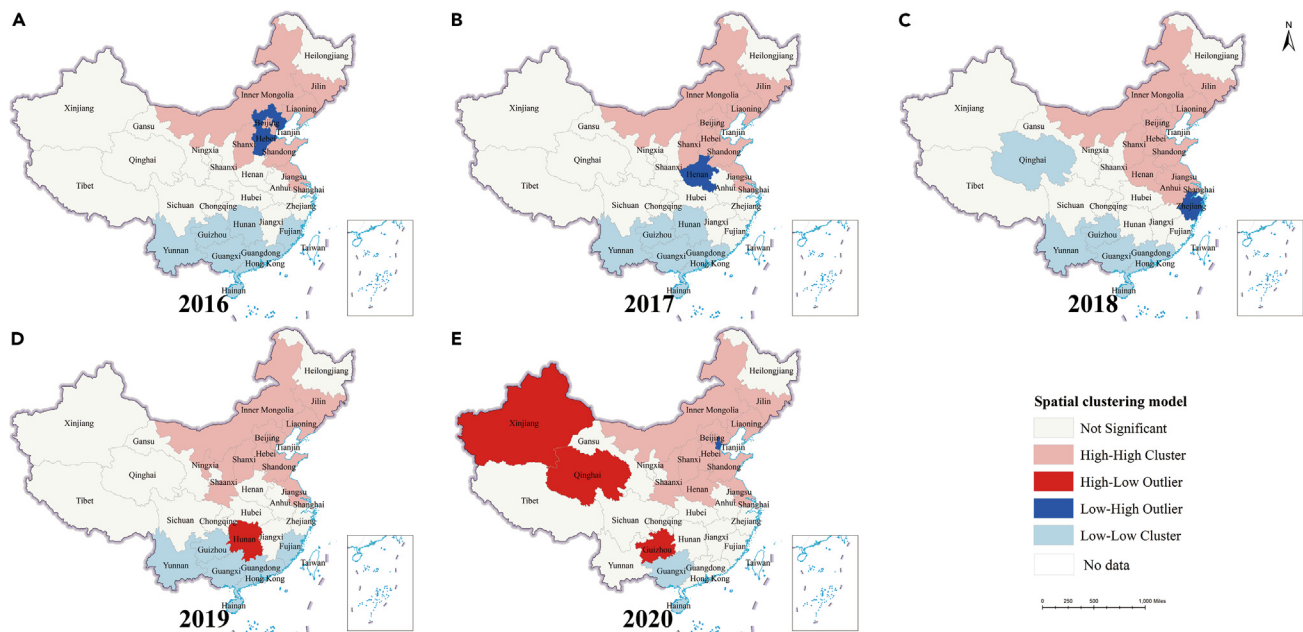 A
Heilongjiang
Jilin
Inner Mongolia
Liaoning
Xinjiang
Beijing
Tianjin
Gansu
Hebei
Shanxi
Ningxia
Shandong
Qinghai
Shaanxi
Henan
Jiangsu
Tibet
Anhui
Shanghai
Hubei
Sichuan
Chongqing
Zhejiang
Hunan
Jiangxi
Guizhou
Fujian
Yunnan
Guangdong
Taiwan
Guangxi
Hong Kong
Hainan
2016
B
Heilongjiang
Jilin
Inner Mongolia
Liaoning
Xinjiang
Beijing
Tianjin
Gansu
Hebei
Shanxi
Ningxia
Shandong
Qinghai
Shaanxi
Henan
Jiangsu
Tibet
Anhui
Shanghai
Hubei
Sichuan
Chongqing
Zhejiang
Hunan
Jiangxi
Guizhou
Fujian
Yunnan
Guangdong
Taiwan
Guangxi
Hong Kong
Hainan
2017
C
N
Heilongjiang
Jilin
Inner Mongolia
Liaoning
Xinjiang
Beijing
Tianjin
Gansu
Hebei
Shanxi
Ningxia
Shandong
Qinghai
Shaanxi
Henan
Jiangsu
Tibet
Anhui
Shanghai
Hubei
Sichuan
Chongqing
Zhejiang
Hunan
Jiangxi
Guizhou
Fujian
Yunnan
Guangdong
Taiwan
Guangxi
Hong Kong
Hainan
2018
D
Heilongjiang
Jilin
Inner Mongolia
Liaoning
Xinjiang
Beijing
Tianjin
Gansu
Hebei
Shanxi
Ningxia
Shandong
Qinghai
Shaanxi
Henan
Jiangsu
Tibet
Anhui
Shanghai
Hubei
Sichuan
Chongqing
Zhejiang
Hunan
Jiangxi
Guizhou
Fujian
Yunnan
Guangdong
Taiwan
Guangxi
Hong Kong
Hainan
2019
E
Heilongjiang
Jilin
Inner Mongolia
Liaoning
Xinjiang
Beijing
Tianjin
Gansu
Hebei
Shanxi
Ningxia
Shandong
Qinghai
Shaanxi
Henan
Jiangsu
Tibet
Anhui
Shanghai
Hubei
Sichuan
Chongqing
Zhejiang
Hunan
Jiangxi
Guizhou
Fujian
Yunnan
Guangdong
Taiwan
Guangxi
Hong Kong
Hainan
2020
Spatial clustering model
Not Significant
High-High Cluster
High-Low Outlier
Low-High Outlier
Low-Low Cluster
No data
0 250 500 1,000 Miles